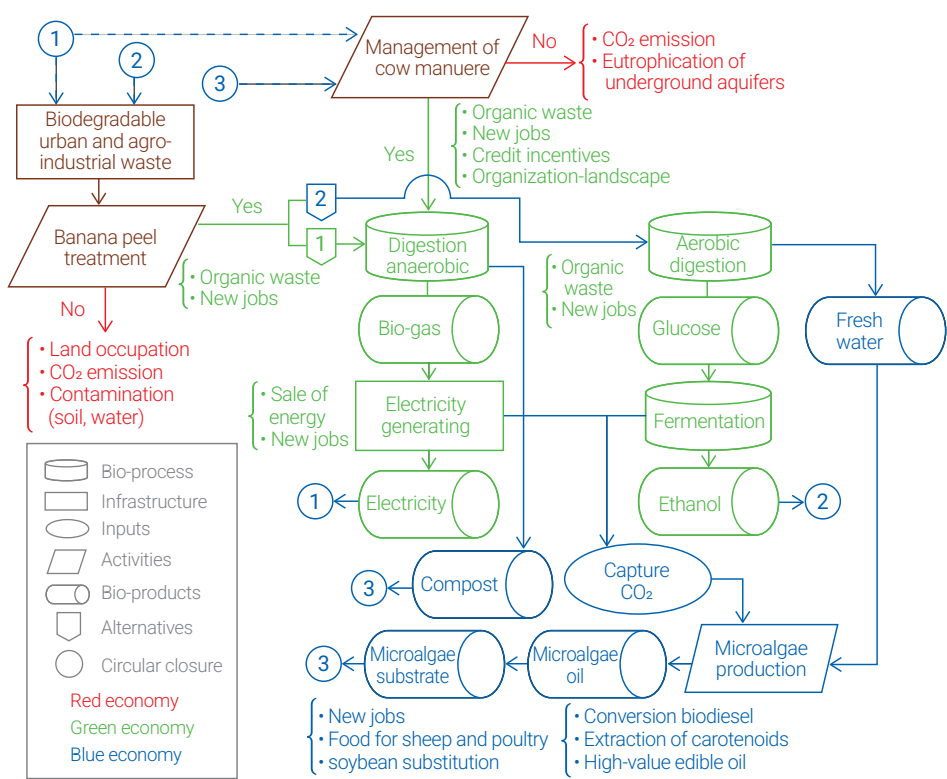 1
2
3
Management of
cow manuere
No
• CO₂ emission
• Eutrophication of
underground aquifers
Biodegradable
urban and agro-
industrial waste
Yes
• Organic waste
• New jobs
• Credit incentives
• Organization-landscape
Banana peel
treatment
Yes
2
1
• Organic waste
• New jobs
Digestion
anaerobic
Aerobic
digestion
• Organic
waste
• New jobs
No
• Land occupation
• CO₂ emission
• Contamination
(soil, water)
Bio-gas
Glucose
Fresh
water
• Sale of
energy
• New jobs
Electricity
generating
Fermentation
1
Electricity
Ethanol
2
3
Compost
Capture
CO₂
3
Microalgae
substrate
Microalgae
oil
Microalgae
production
• New jobs
• Food for sheep and poultry
• soybean substitution
• Conversion biodiesel
• Extraction of carotenoids
• High-value edible oil
Bio-process
Infrastructure
Inputs
Activities
Bio-products
Alternatives
Circular closure
Red economy
Green economy
Blue economy